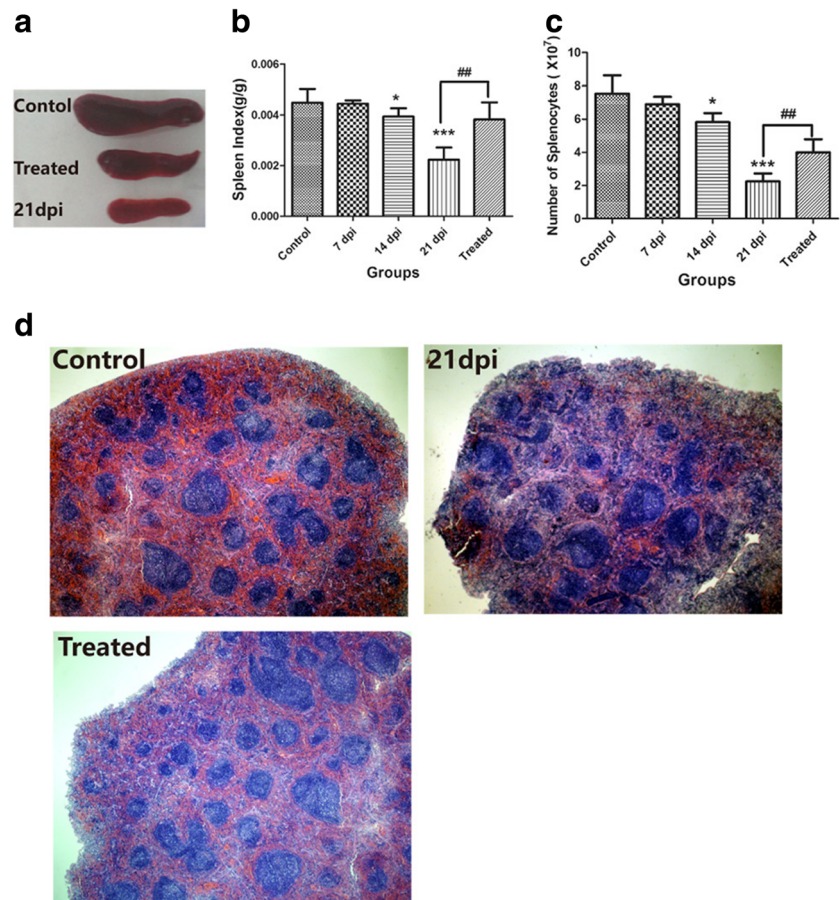 a
Contol
Treated
21dpi
b
Spleen Index(g/g)
0.006
0.004
0.002
0.000
*
***
##
Control
7 dpi
14 dpi
21 dpi
Treated
Groups
c
Number of Splenocytes ( X10⁷)
8
6
4
2
0
*
***
##
Control
7 dpi
14 dpi
21 dpi
Treated
Groups
d
Control
21dpi
Treated